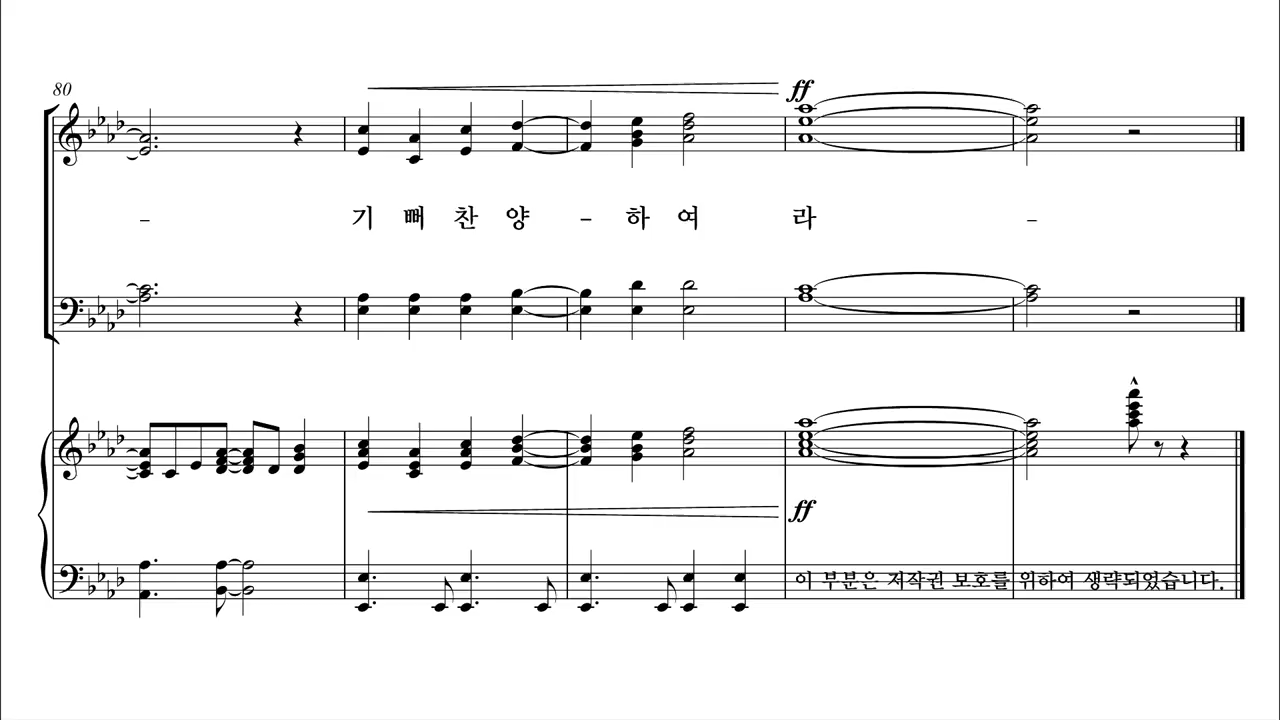 80
ff
- 기 뻐 찬 양 - 하 여 라 -
ff
이 부분은 저작권 보호를 위하여 생략되었습니다.